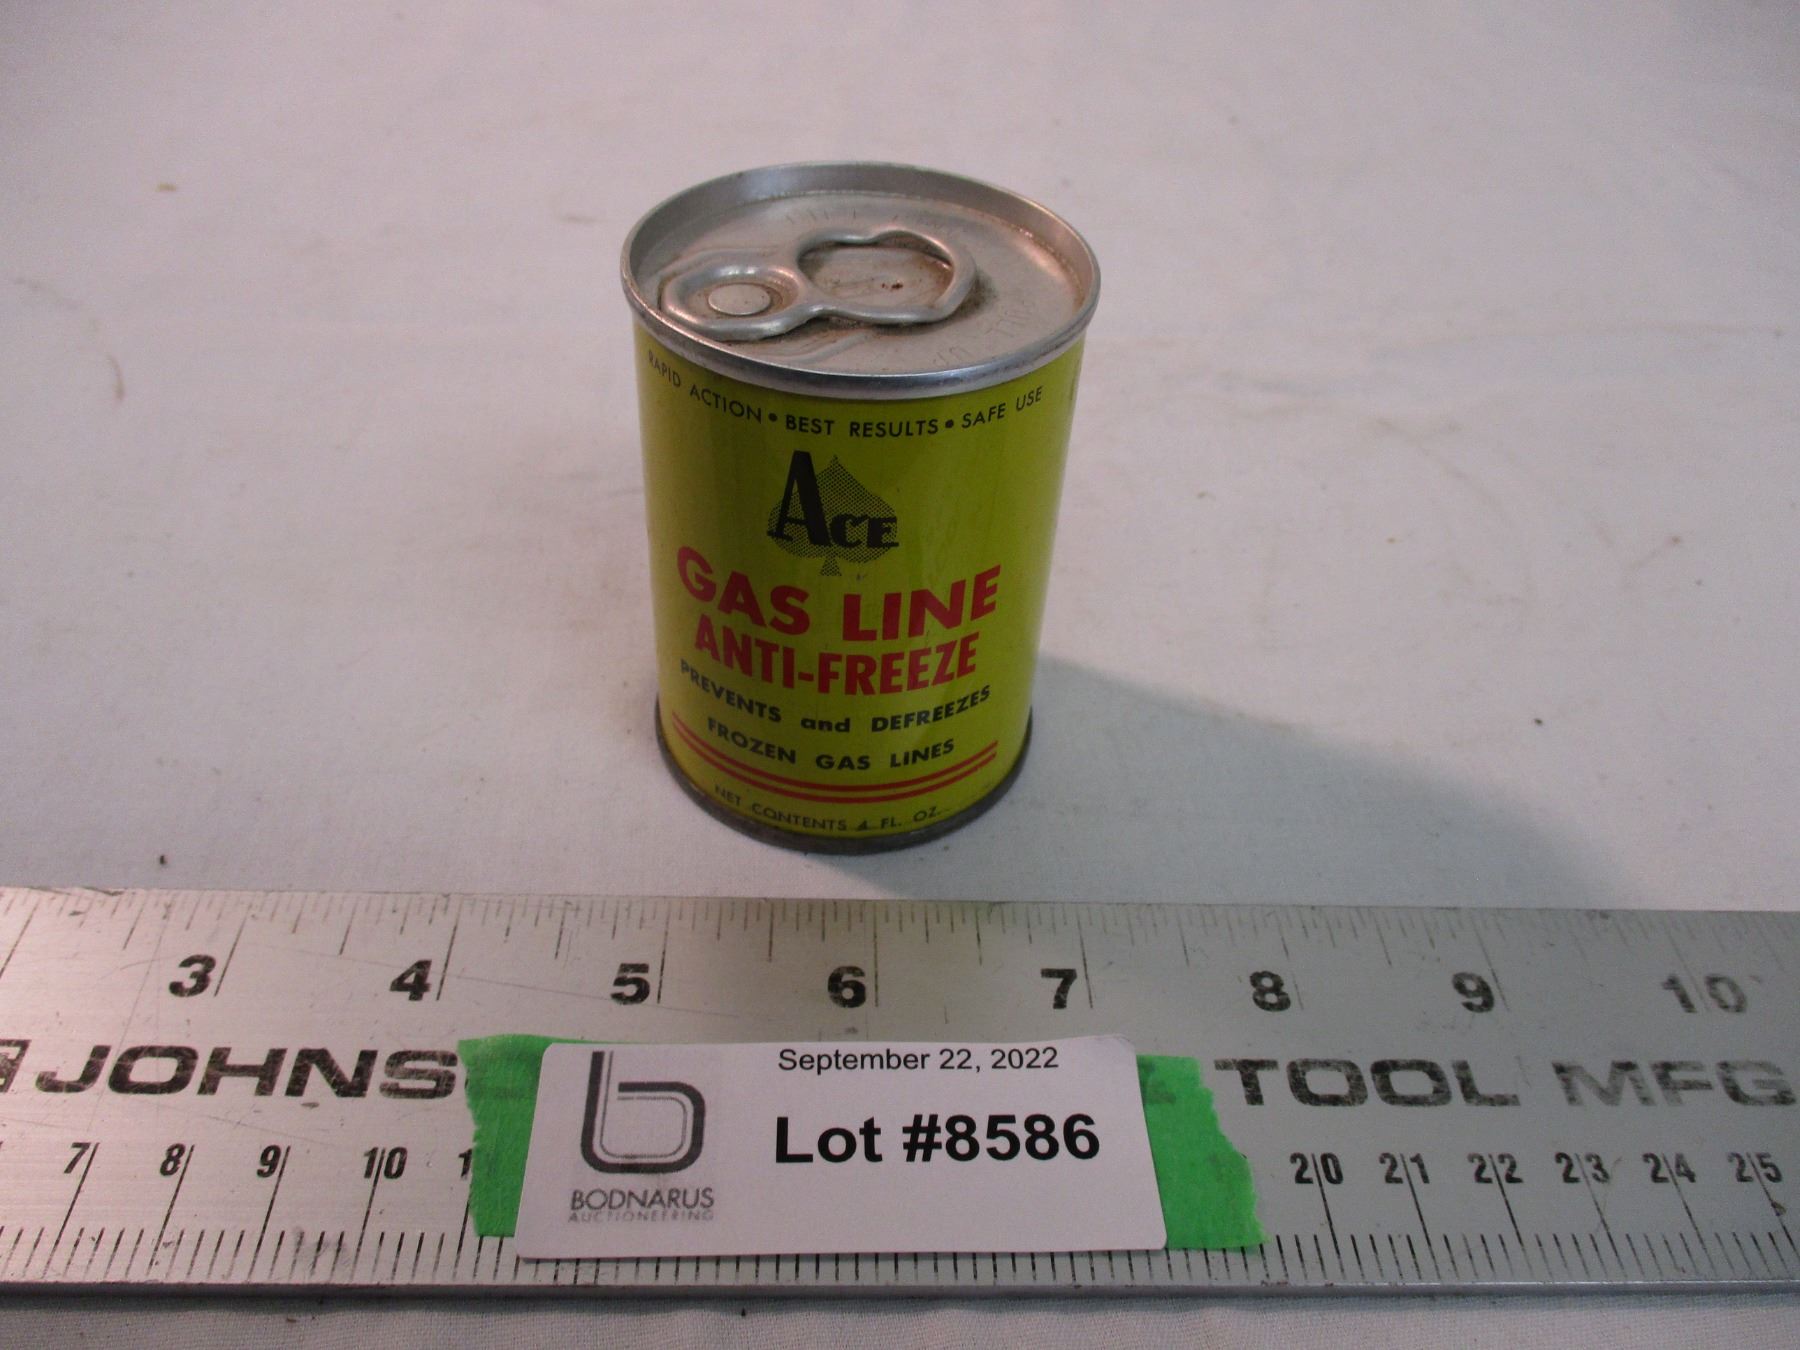 RAPID ACTION • BEST RESULTS • SAFE USE
ACE
GAS LINE
ANTI-FREEZE
PREVENTS and DEFREEZES
FROZEN GAS LINES
NET CONTENTS 4 FL. OZ.
3 4 5 6 7 8 9 10
JOHNS TOOL MFG
September 22, 2022
Lot #8586
BODNARUS
AUCTIONEERING
7 8 9 10 1 20 21 22 23 24 25